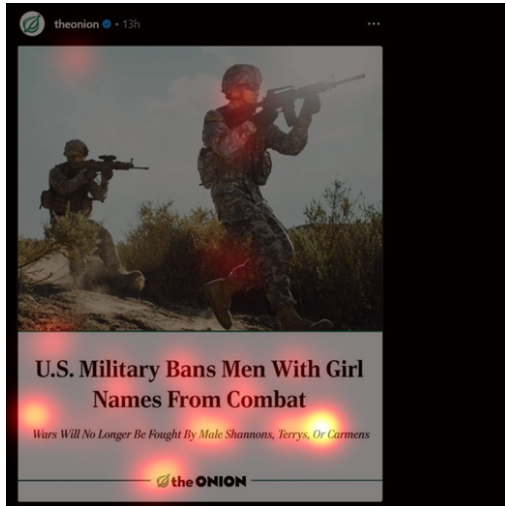 theonion • 13h
U.S. Military Bans Men With Girl
Names From Combat
Wars Will No Longer Be Fought By Male Shannons, Terrys, Or Carmens
the ONION